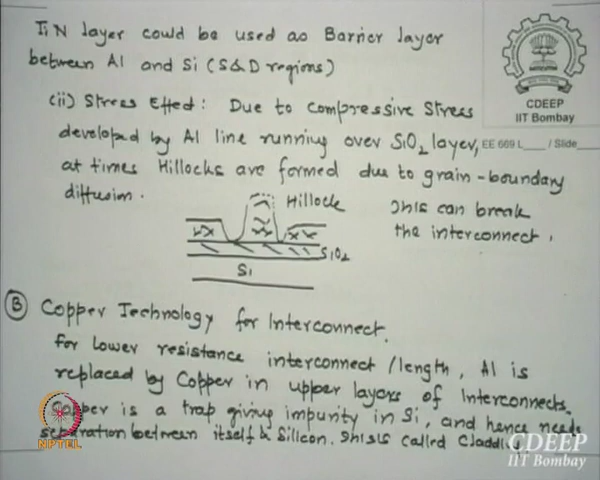 TiN layer could be used as Barrier layer
between Al and Si (S&D regions)
(ii) Stress Effect: Due to compressive stress
developed by Al line running over SiO2 layer,
at times Hillocks are formed due to grain-boundary
diffusion.
Hillock
This can break
the interconnect.
SiO2
Si
B Copper Technology for Interconnect.
For Lower resistance interconnect/length, Al is
replaced by Copper in upper layers of Interconnects.
Copper is a trap giving impurity in Si, and hence needs
separation between itself & Silicon. This is called Cladding
CDEEP
IIT Bombay
EE 669 L___ / Slide
NPTEL
CDEEP
IIT Bombay